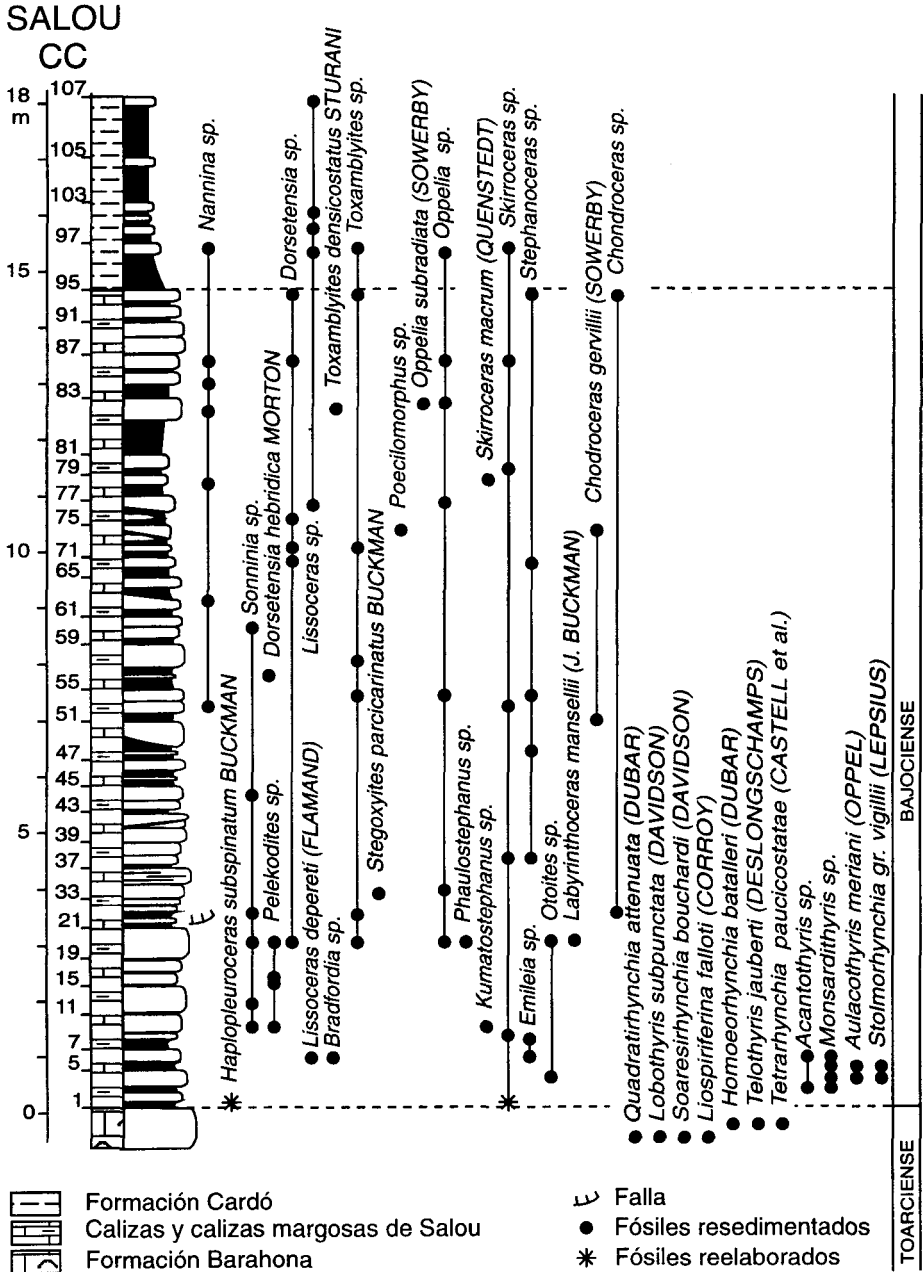 SALOU
CC
18
m
15
10
5
0
107
105
103
97
95
91
87
83
81
79
77
75
71
65
61
59
55
51
47
45
43
39
37
33
21
19
15
11
7
5
1
Haplopleuroceras subspinatum BUCKMAN
Nannina sp.
Sonninia sp.
Pelekodites sp.
Dorsetensia hebridica MORTON
Dorsetensia sp.
Lissoceras depereti (FLAMAND)
Lissoceras sp.
Bradfordia sp.
Toxamblyites densicostatus STURANI
Toxamblyites sp.
Stegoxyites parcicarinatus BUCKMAN
Poecilomorphus sp.
Oppelia subradiata (SOWERBY)
Oppelia sp.
Phaulostephanus sp.
Kumatostephanus sp.
Skirroceras macrum (QUENSTEDT)
Skirroceras sp.
Emileia sp.
Stephanoceras sp.
Otoites sp.
Labyrinthoceras mansellii (J. BUCKMAN)
Chodroceras gervillii (SOWERBY)
Chondroceras sp.
Quadratirhynchia attenuata (DUBAR)
Lobothyris subpunctata (DAVIDSON)
Soaresirhynchia bouchardi (DAVIDSON)
Liospiriferina falloti (CORROY)
Homoeorhynchia batalleri (DUBAR)
Telothyris jauberti (DESLONGSCHAMPS)
Tetrarhynchia paucicostatae (CASTELL et al.)
Acantothyris sp.
Monsardithyris sp.
Aulacothyris meriani (OPPEL)
Stolmorhynchia gr. vigilii (LEPSIUS)
BAJOCIENSE
TOARCIENSE
Formación Cardó
Calizas y calizas margosas de Salou
Formación Barahona
Falla
Fósiles resedimentados
Fósiles reelaborados